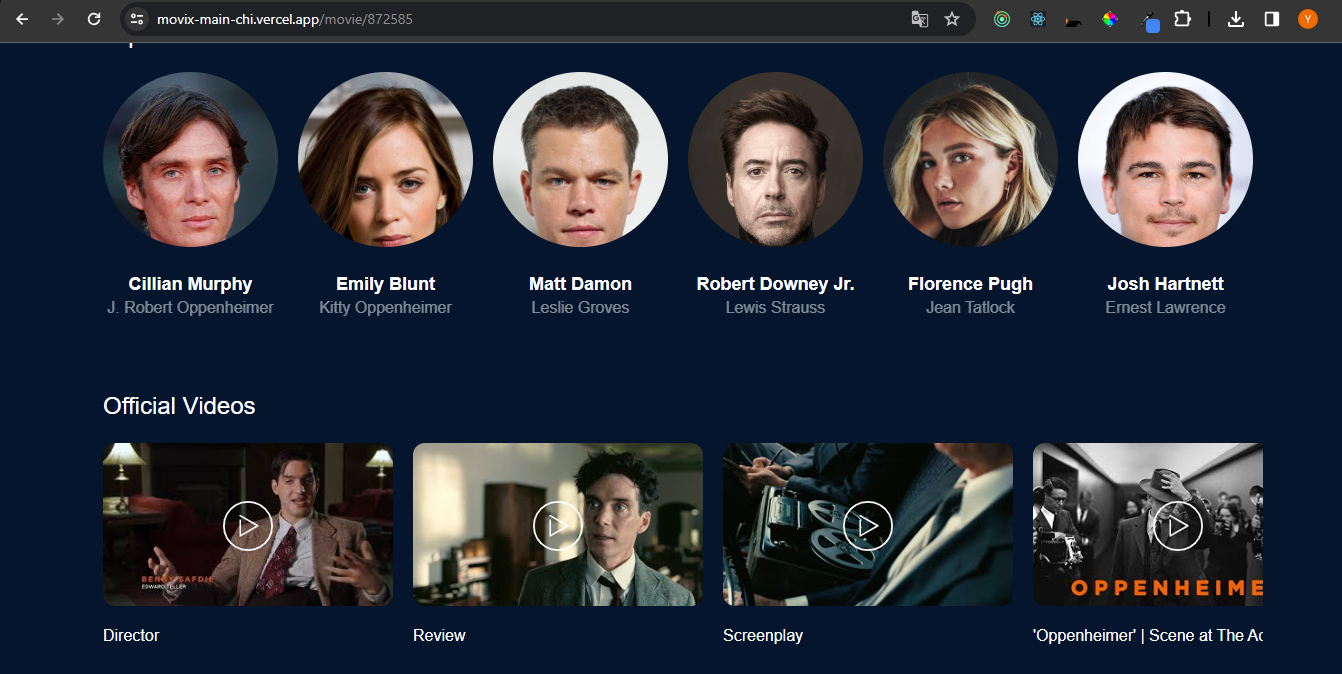 movix-main-chi.vercel.app/movie/872585
Y
Cillian Murphy
J. Robert Oppenheimer
Emily Blunt
Kitty Oppenheimer
Matt Damon
Leslie Groves
Robert Downey Jr.
Lewis Strauss
Florence Pugh
Jean Tatlock
Josh Hartnett
Ernest Lawrence
Official Videos
BENNY SAFDIE
EDWARD TELLER
OPPENHEIME
Director
Review
Screenplay
'Oppenheimer' | Scene at The Ac